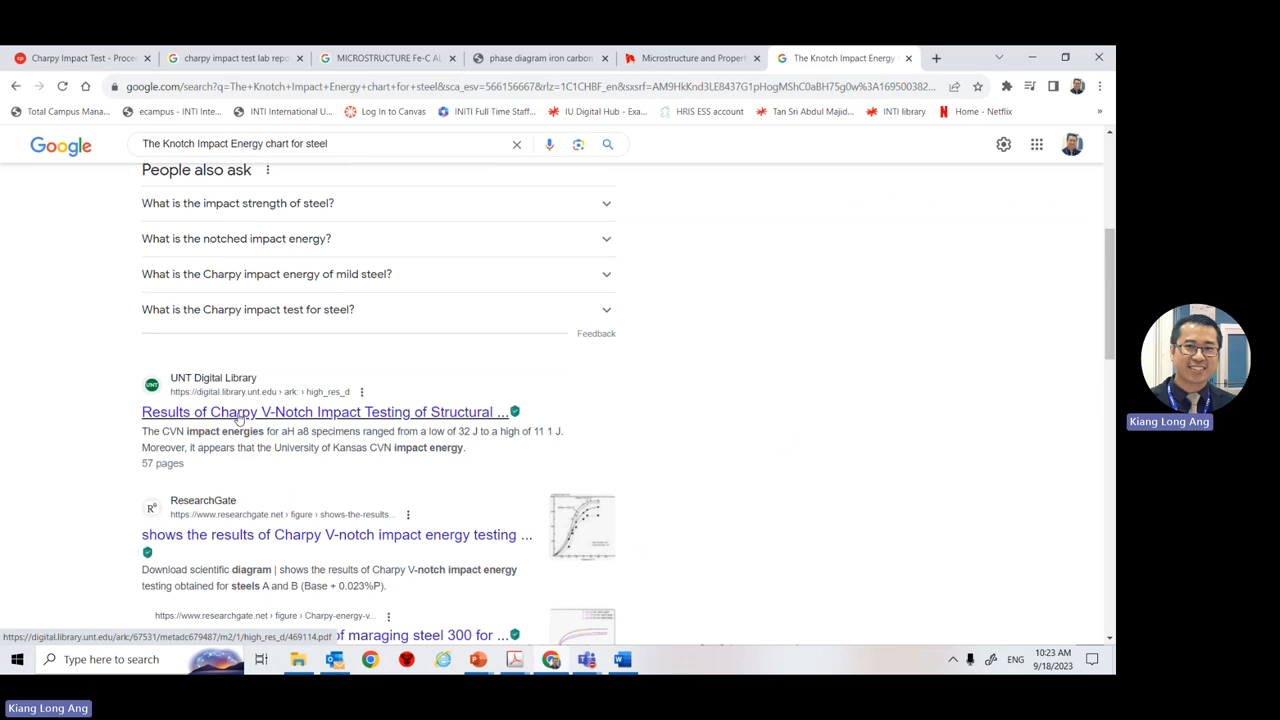 Charpy Impact Test - Proce
charpy impact test lab repo
MICROSTRUCTURE Fe-C AL
phase diagram iron carbon
Microstructure and Propert
The Knotch Impact Energy
google.com/search?q=The+Knotch+Impact+Energy+chart+for+steel&sca_esv=566156667&rlz=1C1CHBF_en&sxsrf=AM9HkKnd3LE8437G1pHogMShC0aBH75g0w%3A169500382...
Total Campus Mana...
ecampus - INTI Inte...
INTI International U...
Log In to Canvas
INITI Full Time Staff...
IU Digital Hub - Exa...
HRIS ESS account
Tan Sri Abdul Majid...
INTI library
Home - Netflix
»
Google
The Knotch Impact Energy chart for steel
People also ask
What is the impact strength of steel?
What is the notched impact energy?
What is the Charpy impact energy of mild steel?
What is the Charpy impact test for steel?
Feedback
UNT
UNT Digital Library
https://digital.library.unt.edu › ark: › high_res_d
Results of Charpy V-Notch Impact Testing of Structural ...
The CVN impact energies for aH a8 specimens ranged from a low of 32 J to a high of 11 1 J.
Moreover, it appears that the University of Kansas CVN impact energy.
57 pages
ResearchGate
https://www.researchgate.net › figure › shows-the-results...
shows the results of Charpy V-notch impact energy testing ...
Download scientific diagram | shows the results of Charpy V-notch impact energy
testing obtained for steels A and B (Base + 0.023%P).
https://www.researchgate.net › figure › Charpy-energy-v...
of maraging steel 300 for ...
https://digital.library.unt.edu/ark:/67531/metadc679487/m2/1/high_res_d/469114.pdf
Type here to search
ENG
10:23 AM
9/18/2023
Kiang Long Ang
Kiang Long Ang